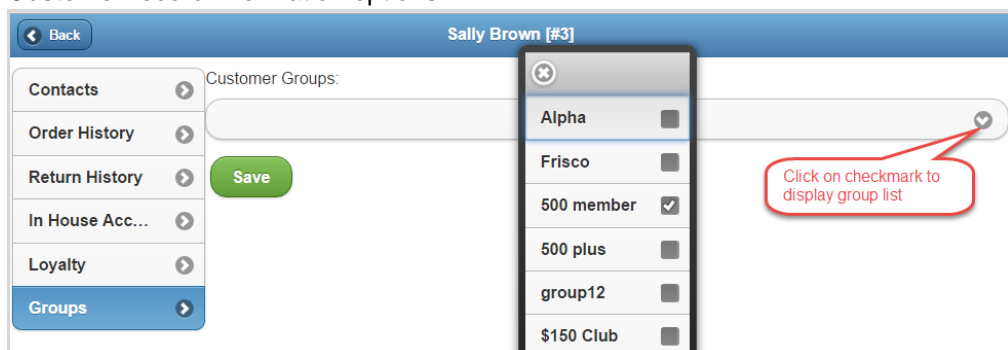 Back
Sally Brown [#3]
Contacts
Order History
Return History
In House Acc...
Loyalty
Groups
Customer Groups:
Save
Alpha
Frisco
500 member
500 plus
group12
$150 Club
Click on checkmark to
display group list